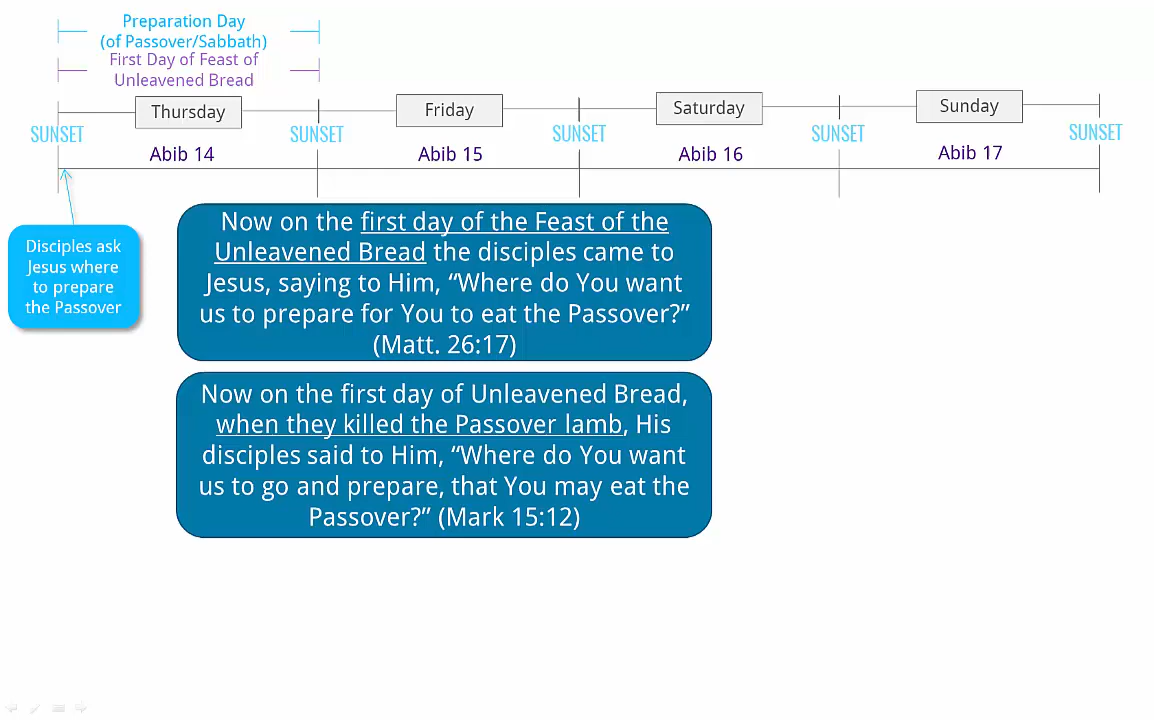 Preparation Day
(of Passover/Sabbath)
First Day of Feast of
Unleavened Bread
Thursday
Friday
Saturday
Sunday
SUNSET
SUNSET
SUNSET
SUNSET
SUNSET
Abib 14
Abib 15
Abib 16
Abib 17
Disciples ask
Jesus where
to prepare
the Passover
Now on the first day of the Feast of the
Unleavened Bread the disciples came to
Jesus, saying to Him, “Where do You want
us to prepare for You to eat the Passover?”
(Matt. 26:17)
Now on the first day of Unleavened Bread,
when they killed the Passover lamb, His
disciples said to Him, “Where do You want
us to go and prepare, that You may eat the
Passover?” (Mark 15:12)